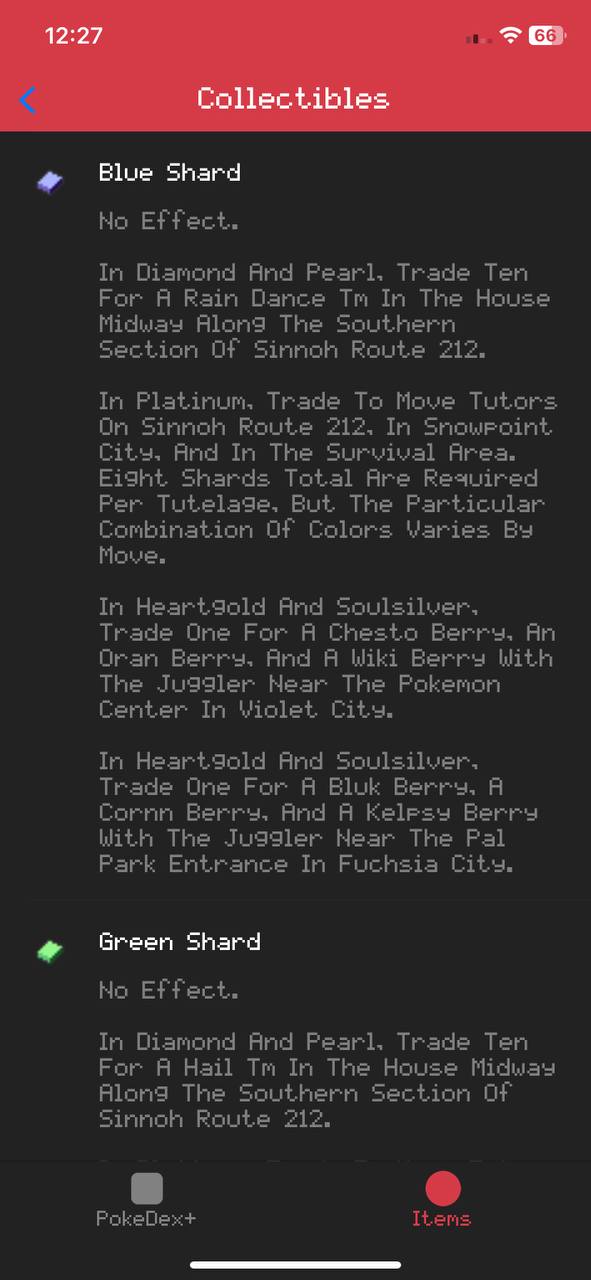 12:27
66
Collectibles
Blue Shard
No Effect.
In Diamond And Pearl, Trade Ten
For A Rain Dance Tm In The House
Midway Along The Southern
Section Of Sinnoh Route 212.
In Platinum, Trade To Move Tutors
On Sinnoh Route 212, In Snowpoint
City, And In The Survival Area.
Eight Shards Total Are Required
Per Tutelage, But The Particular
Combination Of Colors Varies By
Move.
In Heartgold And Soulsilver,
Trade One For A Chesto Berry, An
Oran Berry, And A Wiki Berry With
The Juggler Near The Pokemon
Center In Violet City.
In Heartgold And Soulsilver,
Trade One For A Bluk Berry, A
Cornn Berry, And A Kelpsy Berry
With The Juggler Near The Pal
Park Entrance In Fuchsia City.
Green Shard
No Effect.
In Diamond And Pearl, Trade Ten
For A Hail Tm In The House Midway
Along The Southern Section Of
Sinnoh Route 212.
PokeDex+
Items